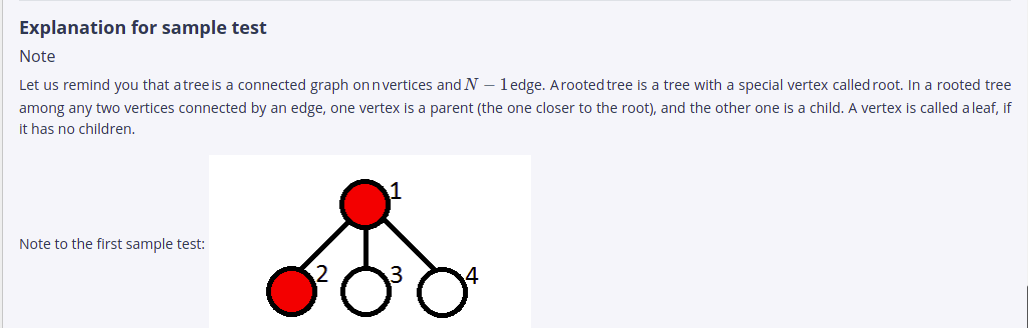 Explanation for sample test
Note
Let us remind you that a tree is a connected graph on n vertices and N − 1 edge. A rooted tree is a tree with a special vertex called root. In a rooted tree
among any two vertices connected by an edge, one vertex is a parent (the one closer to the root), and the other one is a child. A vertex is called a leaf, if
it has no children.
1
Note to the first sample test:
2
3
4